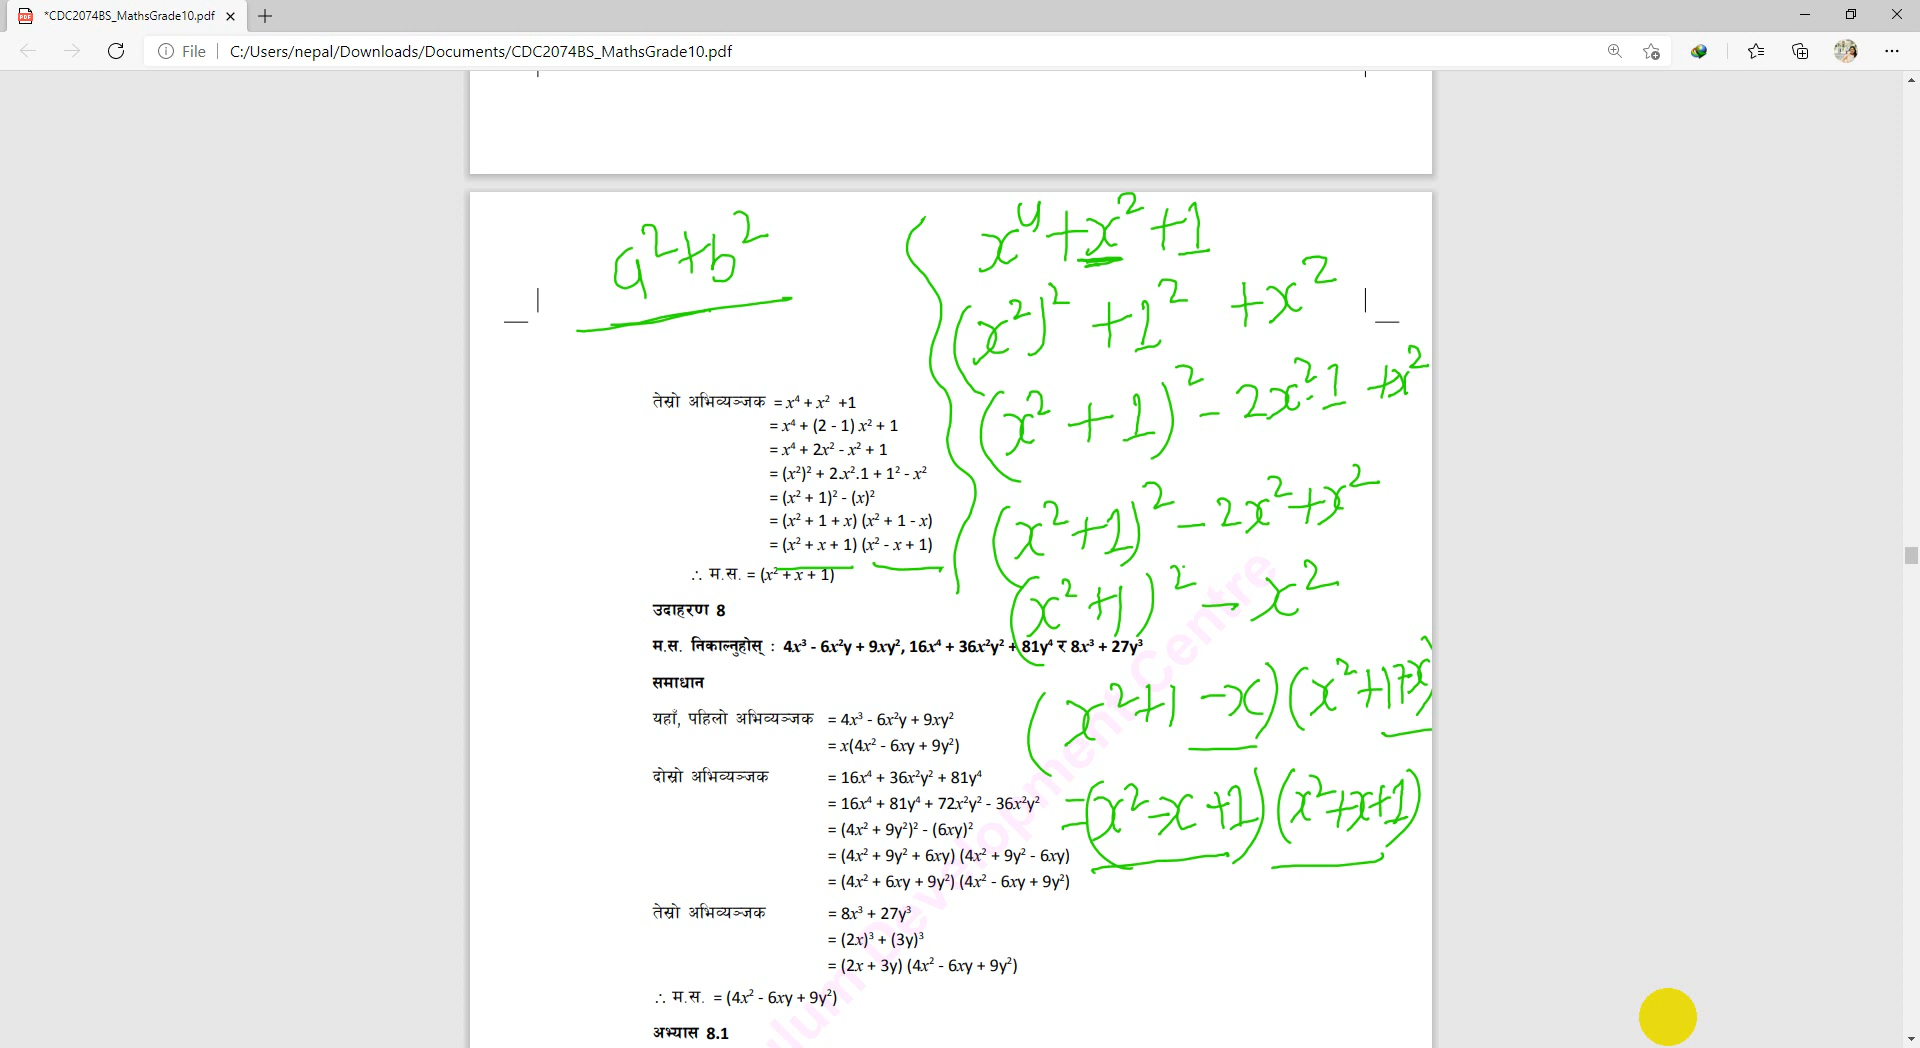 *CDC2074BS_MathsGrade10.pdf
File
C:/Users/nepal/Downloads/Documents/CDC2074BS_MathsGrade10.pdf
a²+b²
x⁴+x²+1
(x²)²+1²+x²
(x²+1)²-2x²·1+x²
(x²+1)²-2x²+x²
(x²+1)²-x²
(x²+1-x)(x²+1+x)
=(x²-x+1)(x²+x+1)
तेस्रो अभिव्यञ्जक = x⁴ + x² +1
= x⁴ + (2 - 1) x² + 1
= x⁴ + 2x² - x² + 1
= (x²)² + 2.x².1 + 1² - x²
= (x² + 1)² - (x)²
= (x² + 1 + x) (x² + 1 - x)
= (x² + x + 1) (x² - x + 1)
∴ म.स. = (x² + x + 1)
उदाहरण 8
म.स. निकाल्नुहोस् : 4x³ - 6x²y + 9xy², 16x⁴ + 36x²y² + 81y⁴ र 8x³ + 27y³
समाधान
यहाँ, पहिलो अभिव्यञ्जक = 4x³ - 6x²y + 9xy²
= x(4x² - 6xy + 9y²)
दोस्रो अभिव्यञ्जक = 16x⁴ + 36x²y² + 81y⁴
= 16x⁴ + 81y⁴ + 72x²y² - 36x²y²
= (4x² + 9y²)² - (6xy)²
= (4x² + 9y² + 6xy) (4x² + 9y² - 6xy)
= (4x² + 6xy + 9y²) (4x² - 6xy + 9y²)
तेस्रो अभिव्यञ्जक = 8x³ + 27y³
= (2x)³ + (3y)³
= (2x + 3y) (4x² - 6xy + 9y²)
∴ म.स. = (4x² - 6xy + 9y²)
अभ्यास 8.1
Development Centre